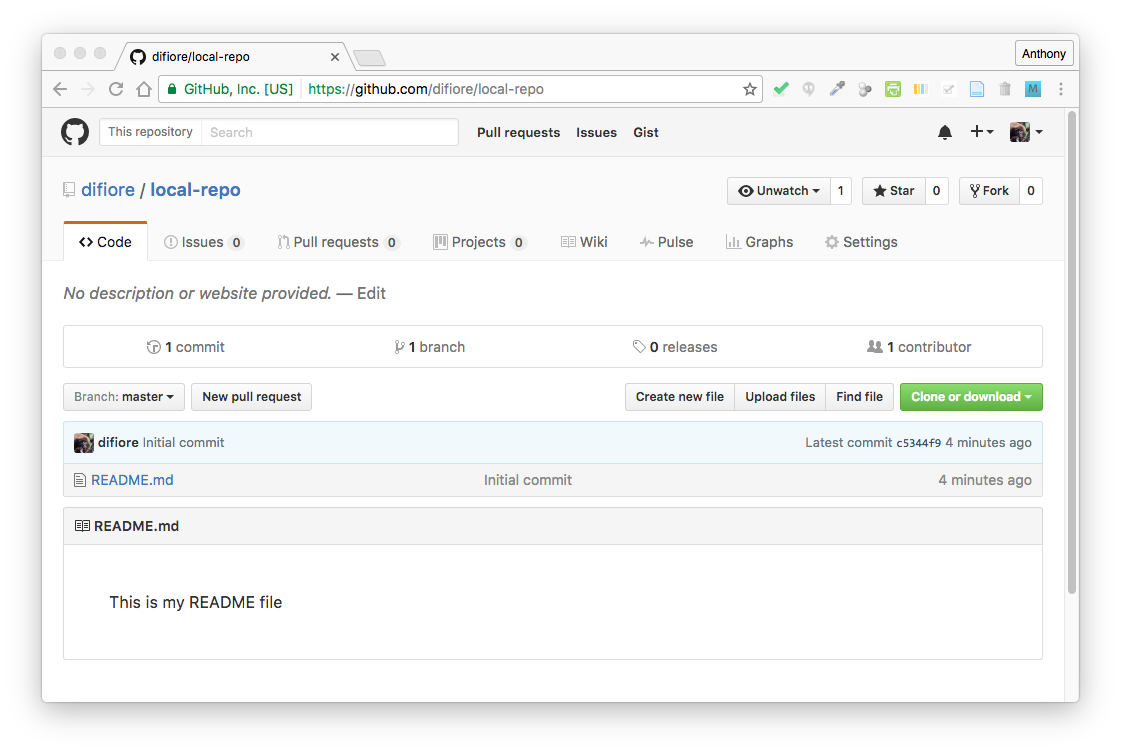 difiore/local-repo
Anthony
GitHub, Inc. [US] https://github.com/difiore/local-repo
M
This repository Search Pull requests Issues Gist
difiore / local-repo Unwatch 1 Star 0 Fork 0
Code Issues 0 Pull requests 0 Projects 0 Wiki Pulse Graphs Settings
No description or website provided. — Edit
1 commit 1 branch 0 releases 1 contributor
Branch: master New pull request Create new file Upload files Find file Clone or download
difiore Initial commit Latest commit c5344f9 4 minutes ago
README.md Initial commit 4 minutes ago
README.md
This is my README file